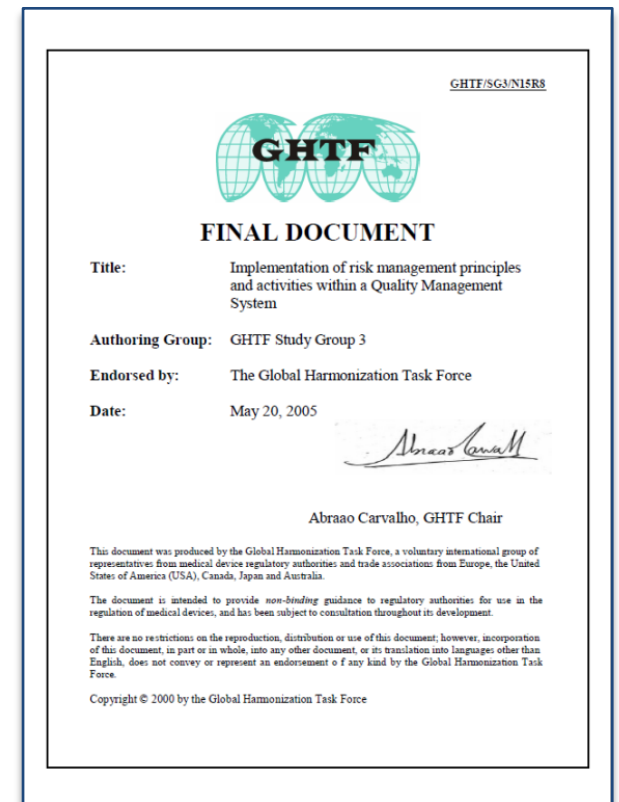 GHTF/SG3/N15R8
GHTF
FINAL DOCUMENT
Title: Implementation of risk management principles
and activities within a Quality Management
System
Authoring Group: GHTF Study Group 3
Endorsed by: The Global Harmonization Task Force
Date: May 20, 2005
Abraao Carvalho, GHTF Chair
This document was produced by the Global Harmonization Task Force, a voluntary international group of
representatives from medical device regulatory authorities and trade associations from Europe, the United
States of America (USA), Canada, Japan and Australia.
The document is intended to provide non-binding guidance to regulatory authorities for use in the
regulation of medical devices, and has been subject to consultation throughout its development.
There are no restrictions on the reproduction, distribution or use of this document; however, incorporation
of this document, in part or in whole, into any other document, or its translation into languages other than
English, does not convey or represent an endorsement o f any kind by the Global Harmonization Task
Force.
Copyright © 2000 by the Global Harmonization Task Force